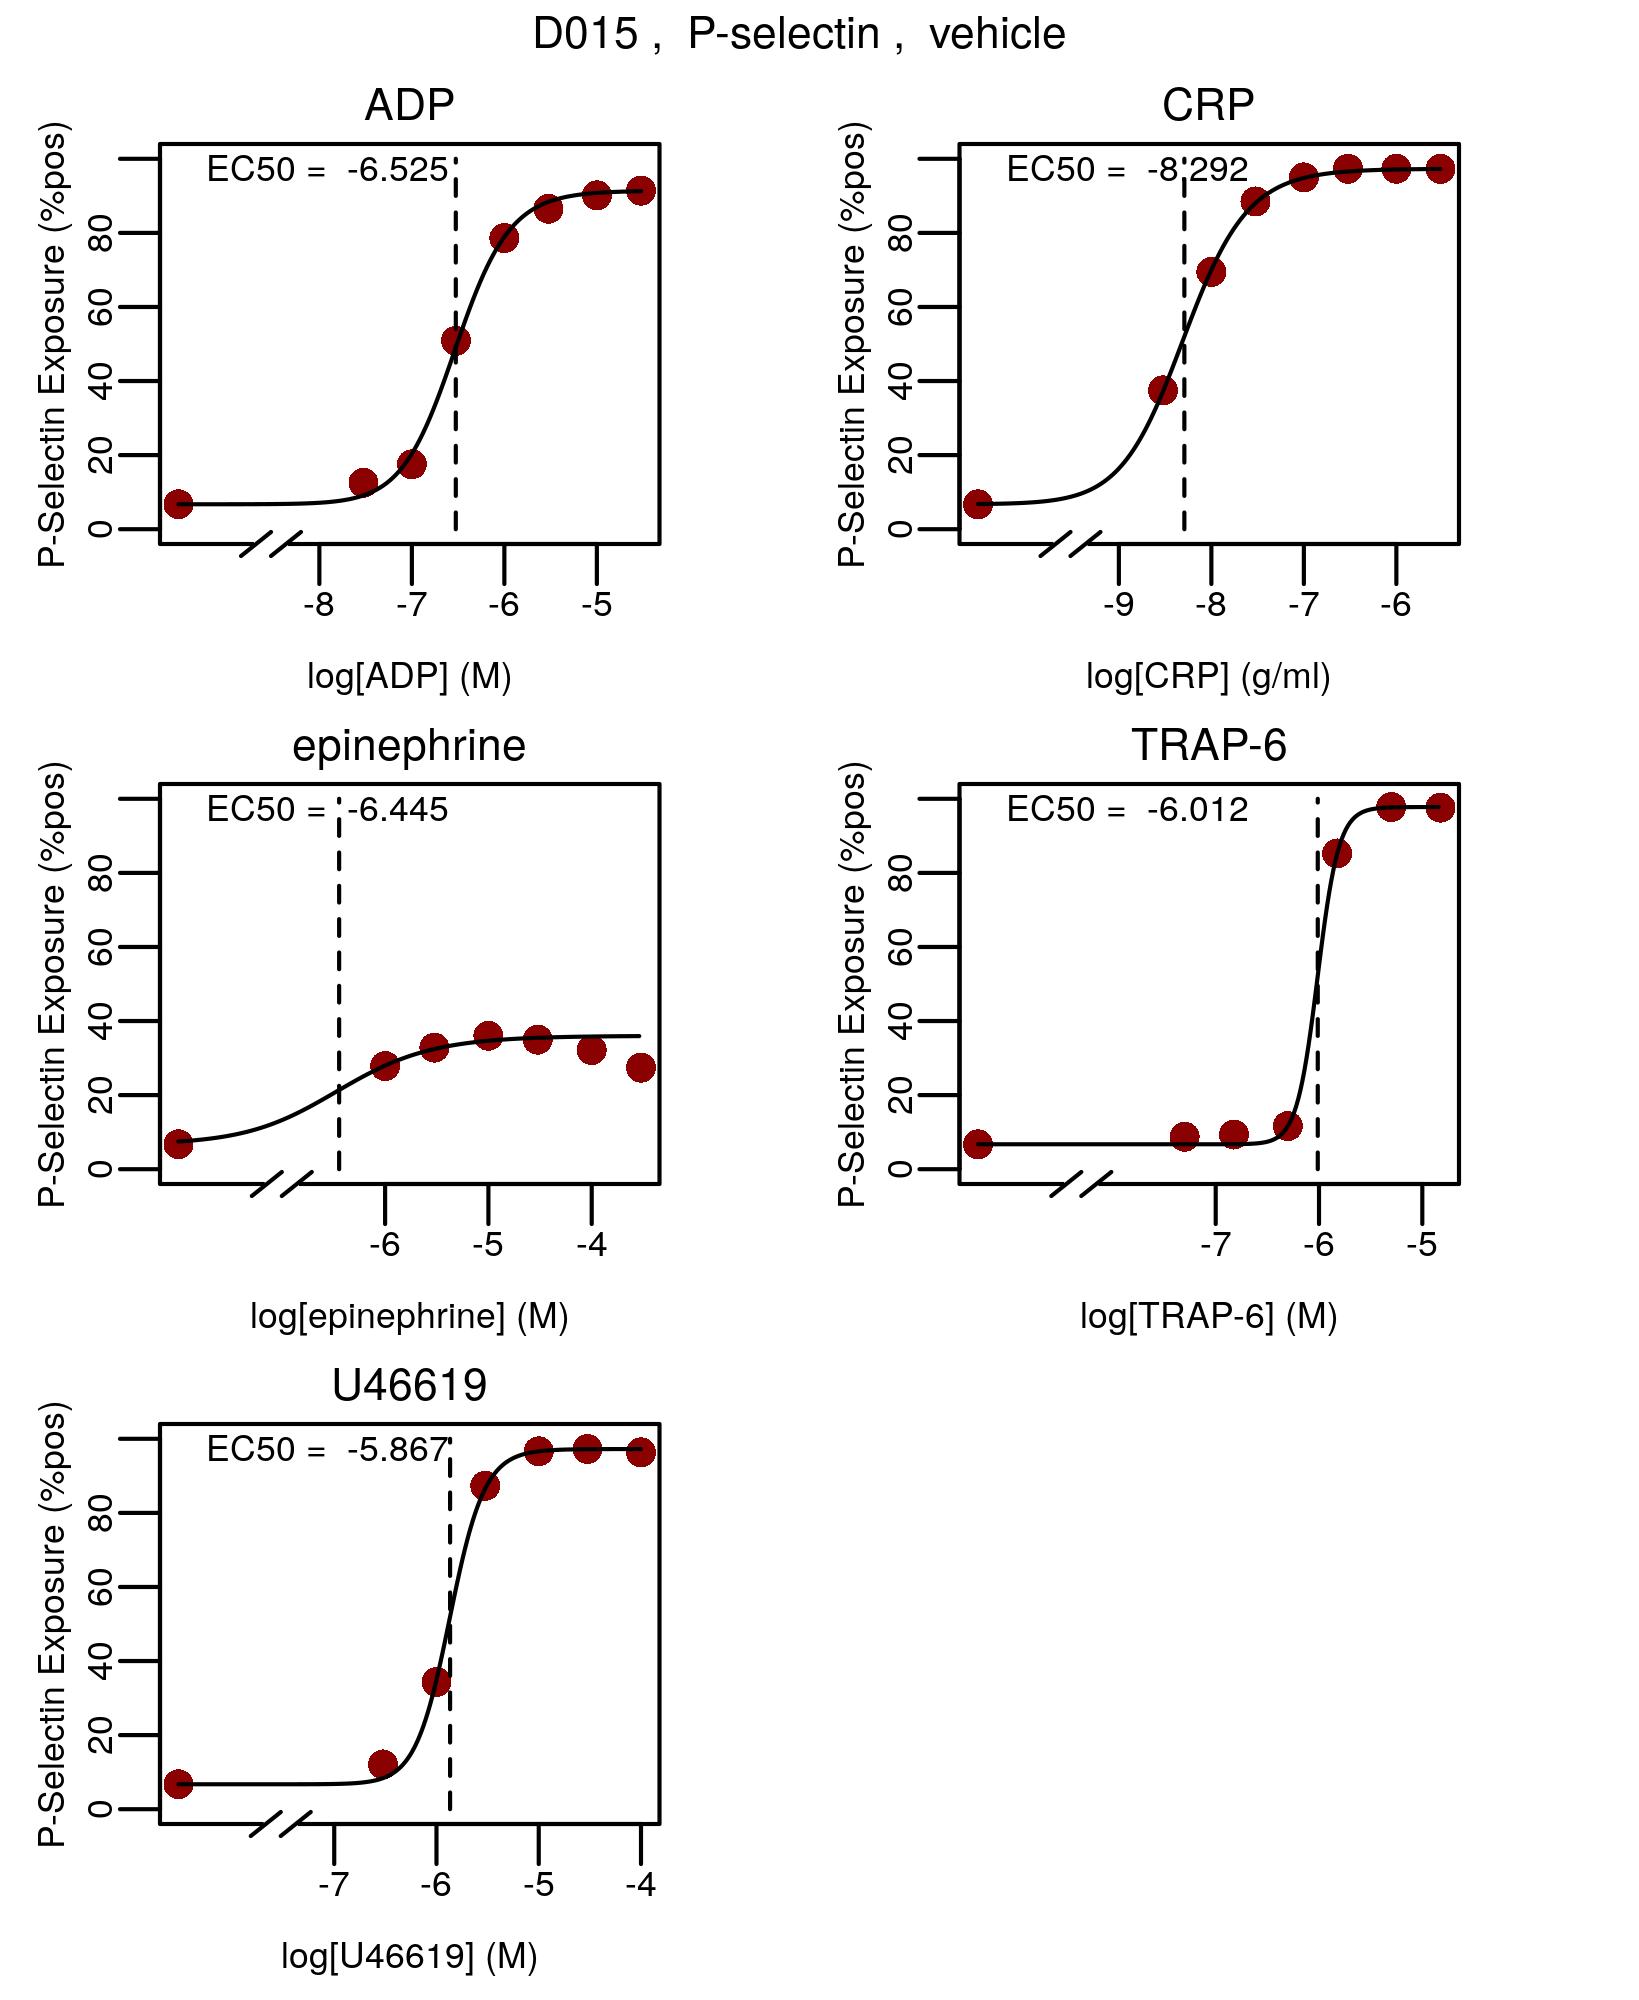 D015 , P-selectin , vehicle
ADP
EC50 = -6.525
P-Selectin Exposure (%pos)
0 20 40 60 80
-8 -7 -6 -5
log[ADP] (M)
CRP
EC50 = -8.292
P-Selectin Exposure (%pos)
0 20 40 60 80
-9 -8 -7 -6
log[CRP] (g/ml)
epinephrine
EC50 = -6.445
P-Selectin Exposure (%pos)
0 20 40 60 80
-6 -5 -4
log[epinephrine] (M)
TRAP-6
EC50 = -6.012
P-Selectin Exposure (%pos)
0 20 40 60 80
-7 -6 -5
log[TRAP-6] (M)
U46619
EC50 = -5.867
P-Selectin Exposure (%pos)
0 20 40 60 80
-7 -6 -5 -4
log[U46619] (M)